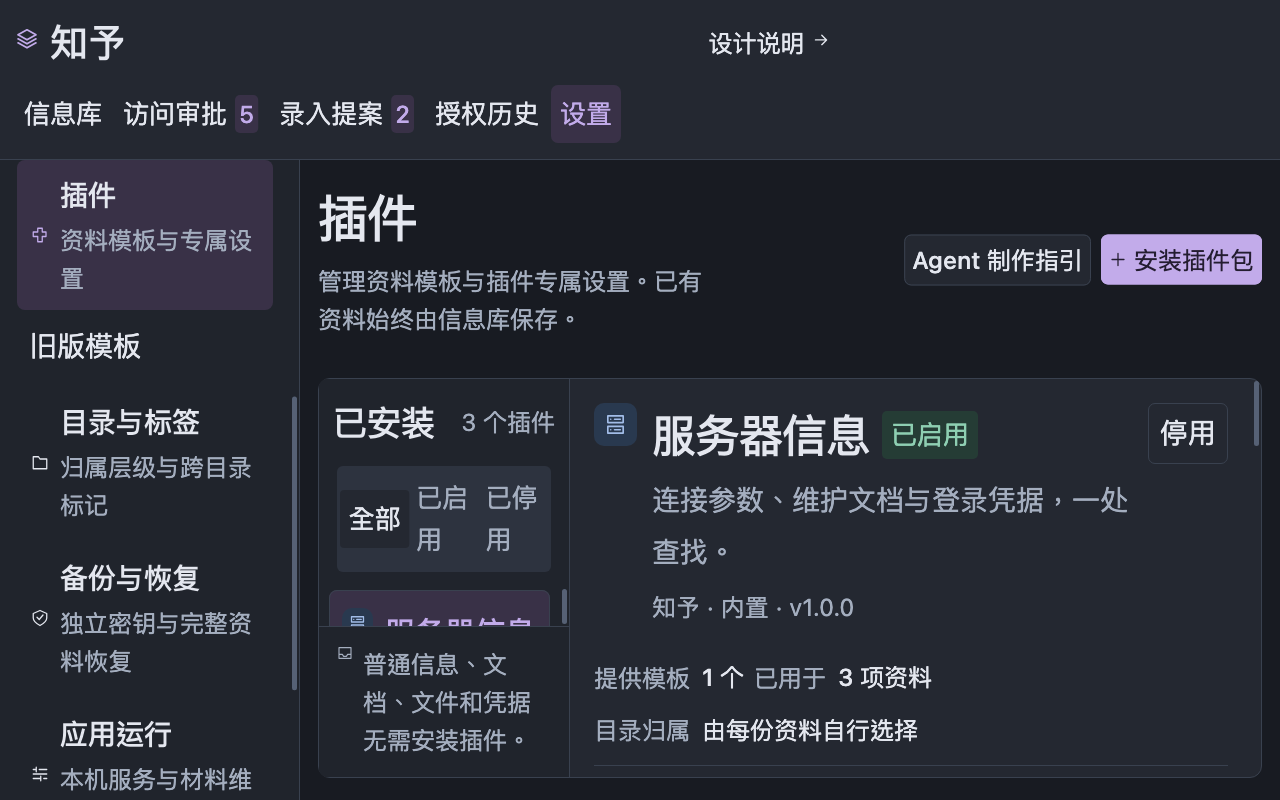 知予
设计说明 →
信息库 访问审批 5 录入提案 2 授权历史 设置
插件
资料模板与专属设
置
旧版模板
目录与标签
归属层级与跨目录
标记
备份与恢复
独立密钥与完整资
料恢复
应用运行
本机服务与材料维
插件
管理资料模板与插件专属设置。已有
资料始终由信息库保存。
Agent 制作指引
+ 安装插件包
已安装 3 个插件
全部
已启
用
已停
用
服务器信息
普通信息、文
档、文件和凭据
无需安装插件。
服务器信息 已启用
停用
连接参数、维护文档与登录凭据，一处
查找。
知予 · 内置 · v1.0.0
提供模板 1 个 已用于 3 项资料
目录归属 由每份资料自行选择